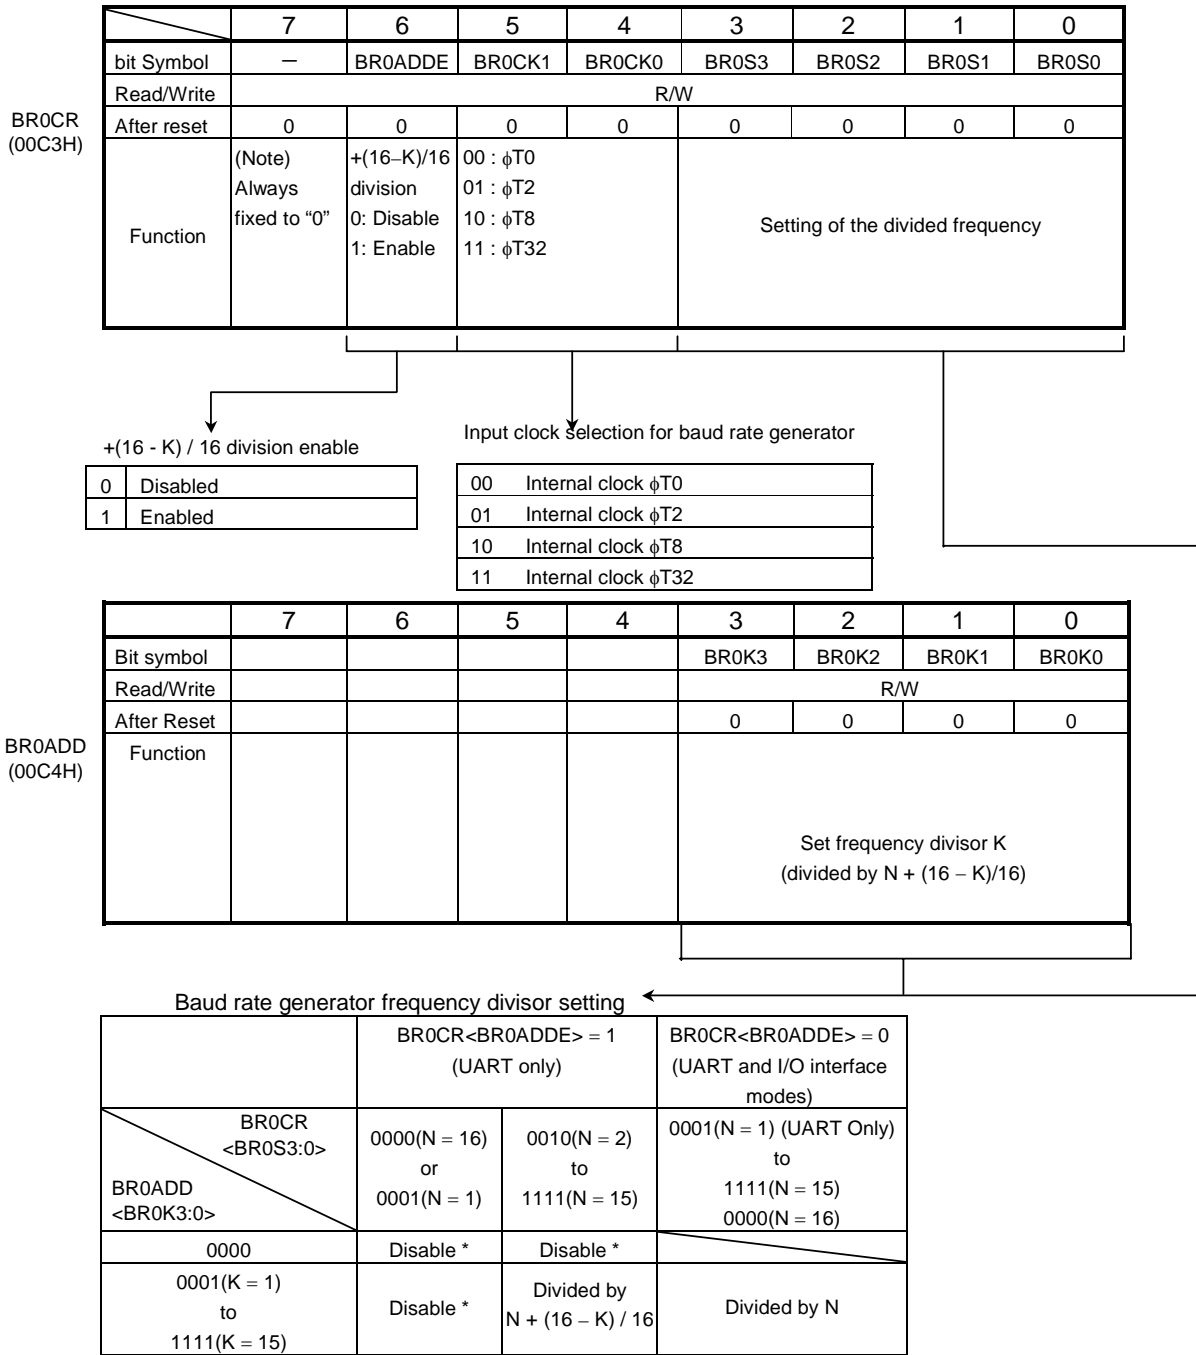 7 6 5 4 3 2 1 0
bit Symbol — BR0ADDE BR0CK1 BR0CK0 BR0S3 BR0S2 BR0S1 BR0S0
Read/Write R/W
BR0CR
(00C3H)
After reset 0 0 0 0 0 0 0 0
Function
(Note)
Always
fixed to “0”
+(16−K)/16
division
0: Disable
1: Enable
00 : ϕT0
01 : ϕT2
10 : ϕT8
11 : ϕT32
Setting of the divided frequency
+(16 - K) / 16 division enable
0 Disabled
1 Enabled
Input clock selection for baud rate generator
00 Internal clock ϕT0
01 Internal clock ϕT2
10 Internal clock ϕT8
11 Internal clock ϕT32
7 6 5 4 3 2 1 0
Bit symbol BR0K3 BR0K2 BR0K1 BR0K0
Read/Write R/W
After Reset 0 0 0 0
BR0ADD
(00C4H)
Function
Set frequency divisor K
(divided by N + (16 − K)/16)
Baud rate generator frequency divisor setting
BR0CR<BR0ADDE> = 1
(UART only)
BR0CR<BR0ADDE> = 0
(UART and I/O interface
modes)
BR0CR
<BR0S3:0>
BR0ADD
<BR0K3:0>
0000(N = 16)
or
0001(N = 1)
0010(N = 2)
to
1111(N = 15)
0001(N = 1) (UART Only)
to
1111(N = 15)
0000(N = 16)
0000 Disable * Disable *
0001(K = 1)
to
1111(K = 15)
Disable *
Divided by
N + (16 − K) / 16
Divided by N